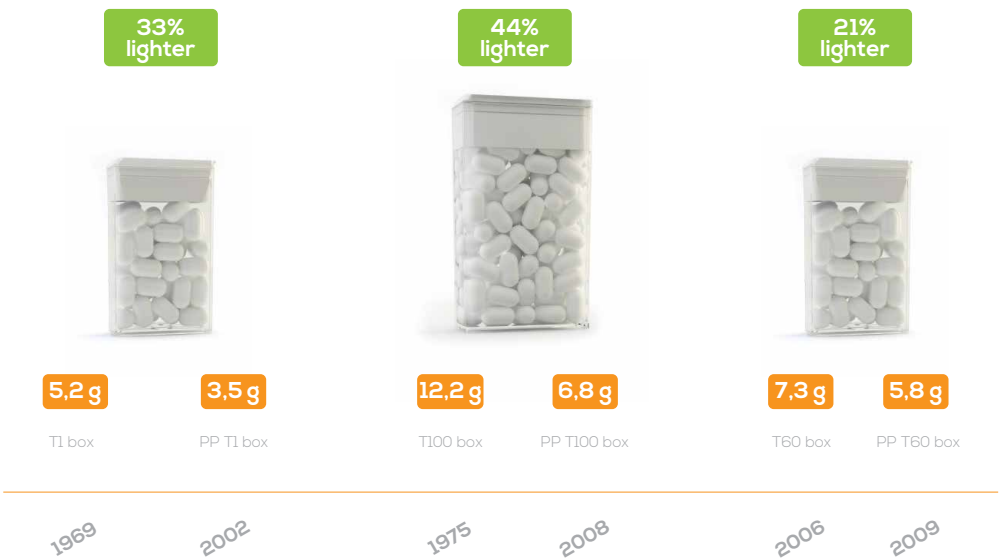 33%
lighter
44%
lighter
21%
lighter
5,2 g
3,5 g
12,2 g
6,8 g
7,3 g
5,8 g
T1 box
PP T1 box
T100 box
PP T100 box
T60 box
PP T60 box
1969
2002
1975
2008
2006
2009